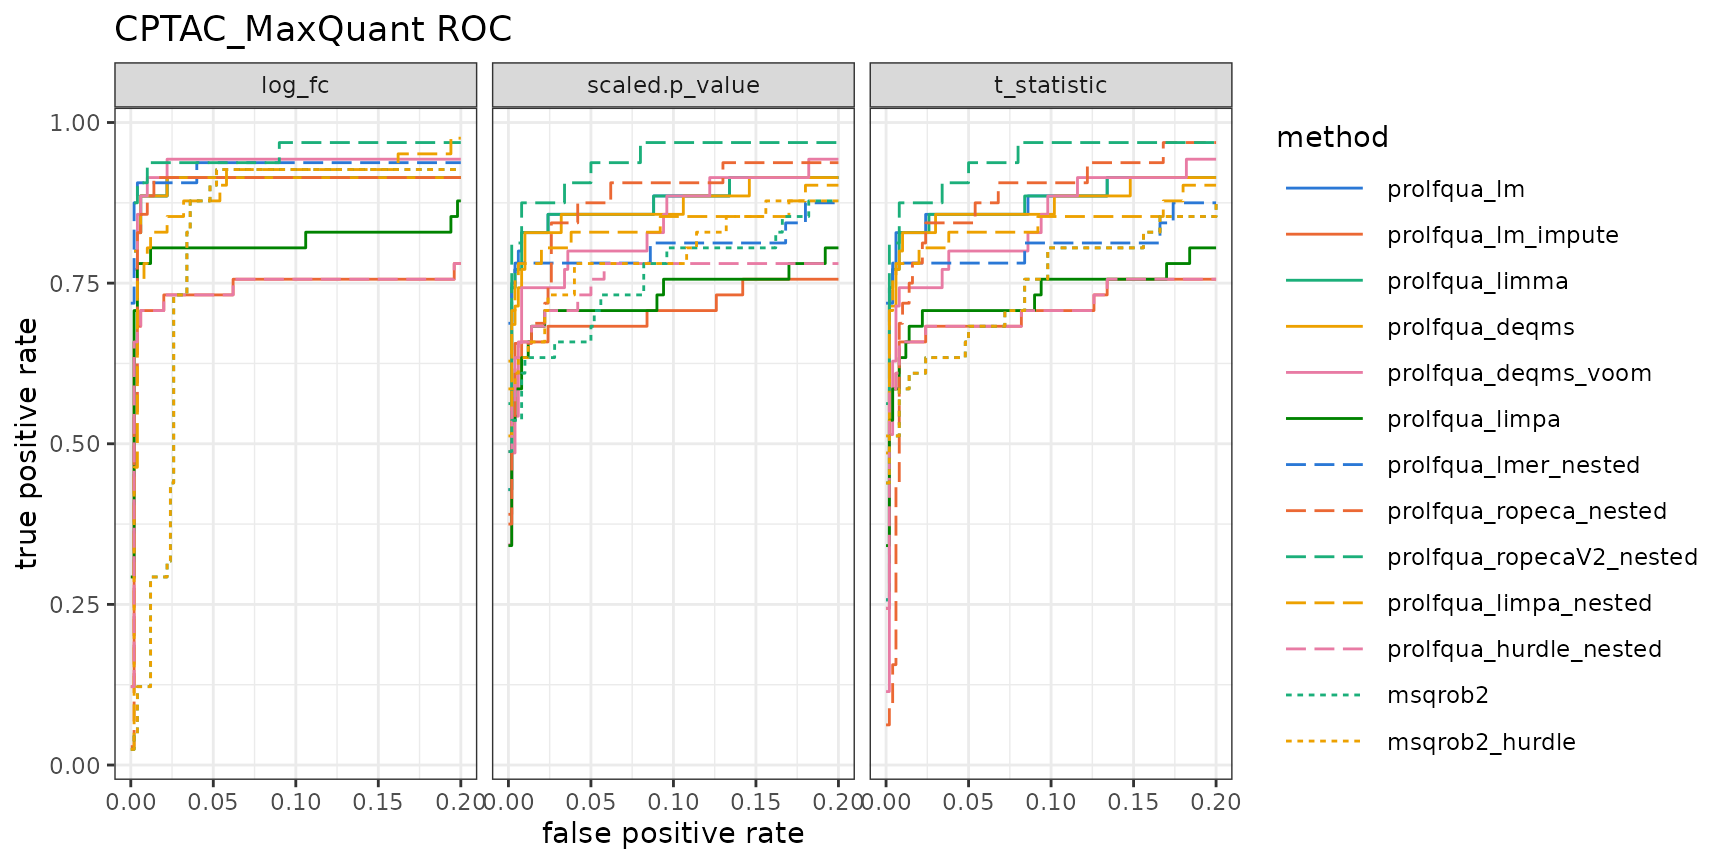 CPTAC_MaxQuant ROC
log_fc
scaled.p_value
t_statistic
true positive rate
1.00
0.75
0.50
0.25
0.00
0.00 0.05 0.10 0.15 0.20
0.00 0.05 0.10 0.15 0.20
0.00 0.05 0.10 0.15 0.20
false positive rate
method
prolfqua_lm
prolfqua_lm_impute
prolfqua_limma
prolfqua_deqms
prolfqua_deqms_voom
prolfqua_limpa
prolfqua_lmer_nested
prolfqua_ropeca_nested
prolfqua_ropecaV2_nested
prolfqua_limpa_nested
prolfqua_hurdle_nested
msqrob2
msqrob2_hurdle